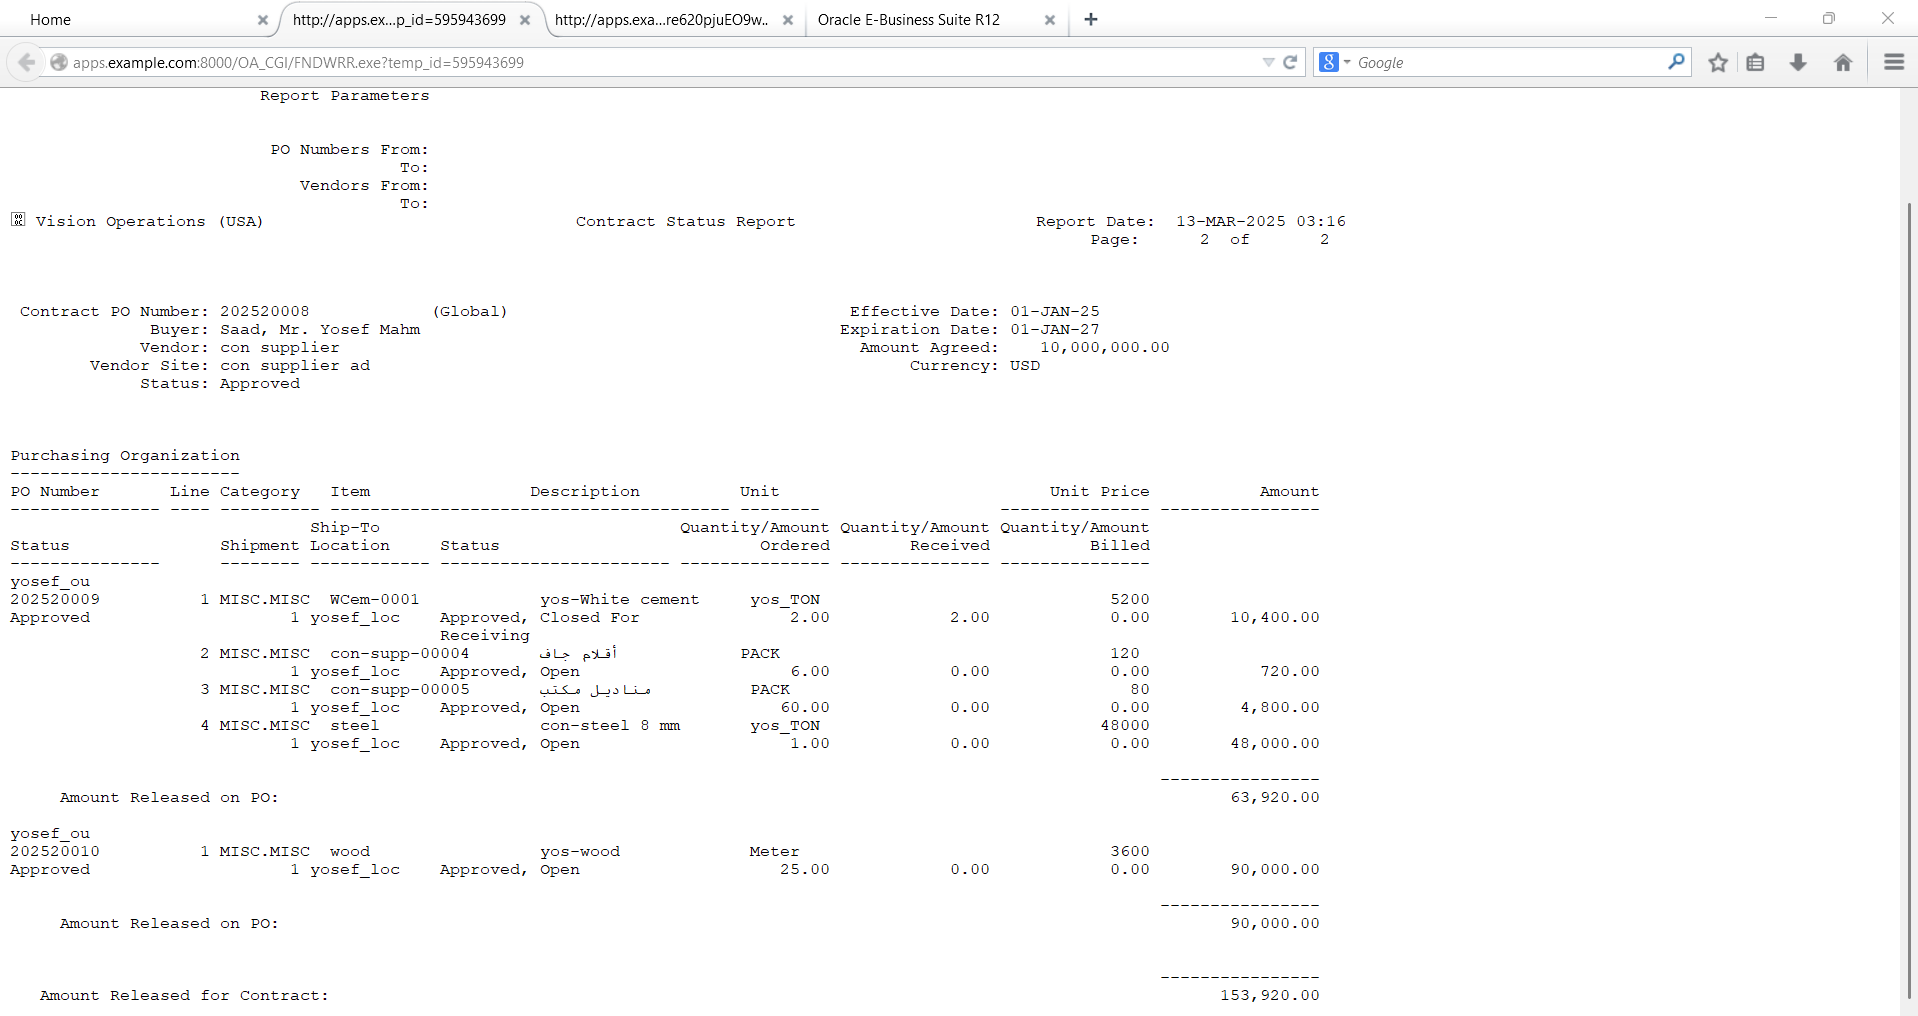 Home
http://apps.ex...p_id=595943699
http://apps.exa...re620pjuEO9w..
Oracle E-Business Suite R12
apps.example.com:8000/OA_CGI/FNDWRR.exe?temp_id=595943699
8 Google
Report Parameters
PO Numbers From:
To:
Vendors From:
To:
Vision Operations (USA) Contract Status Report Report Date: 13-MAR-2025 03:16
Page: 2 of 2
Contract PO Number: 202520008 (Global) Effective Date: 01-JAN-25
Buyer: Saad, Mr. Yosef Mahm Expiration Date: 01-JAN-27
Vendor: con supplier Amount Agreed: 10,000,000.00
Vendor Site: con supplier ad Currency: USD
Status: Approved
Purchasing Organization
-----------------------
PO Number Line Category Item Description Unit Unit Price Amount
--------------- ---- ---------- ---------------------------------------- -------- --------------- ----------------
Ship-To Quantity/Amount Quantity/Amount Quantity/Amount
Status Shipment Location Status Ordered Received Billed
--------------- -------- ------------ ----------------------- --------------- --------------- ---------------
yosef_ou
202520009 1 MISC.MISC WCem-0001 yos-White cement yos_TON 5200
Approved 1 yosef_loc Approved, Closed For 2.00 2.00 0.00 10,400.00
Receiving
2 MISC.MISC con-supp-00004 أقلام جاف PACK 120
1 yosef_loc Approved, Open 6.00 0.00 0.00 720.00
3 MISC.MISC con-supp-00005 مناديل مكتب PACK 80
1 yosef_loc Approved, Open 60.00 0.00 0.00 4,800.00
4 MISC.MISC steel con-steel 8 mm yos_TON 48000
1 yosef_loc Approved, Open 1.00 0.00 0.00 48,000.00
----------------
Amount Released on PO: 63,920.00
yosef_ou
202520010 1 MISC.MISC wood yos-wood Meter 3600
Approved 1 yosef_loc Approved, Open 25.00 0.00 0.00 90,000.00
----------------
Amount Released on PO: 90,000.00
----------------
Amount Released for Contract: 153,920.00